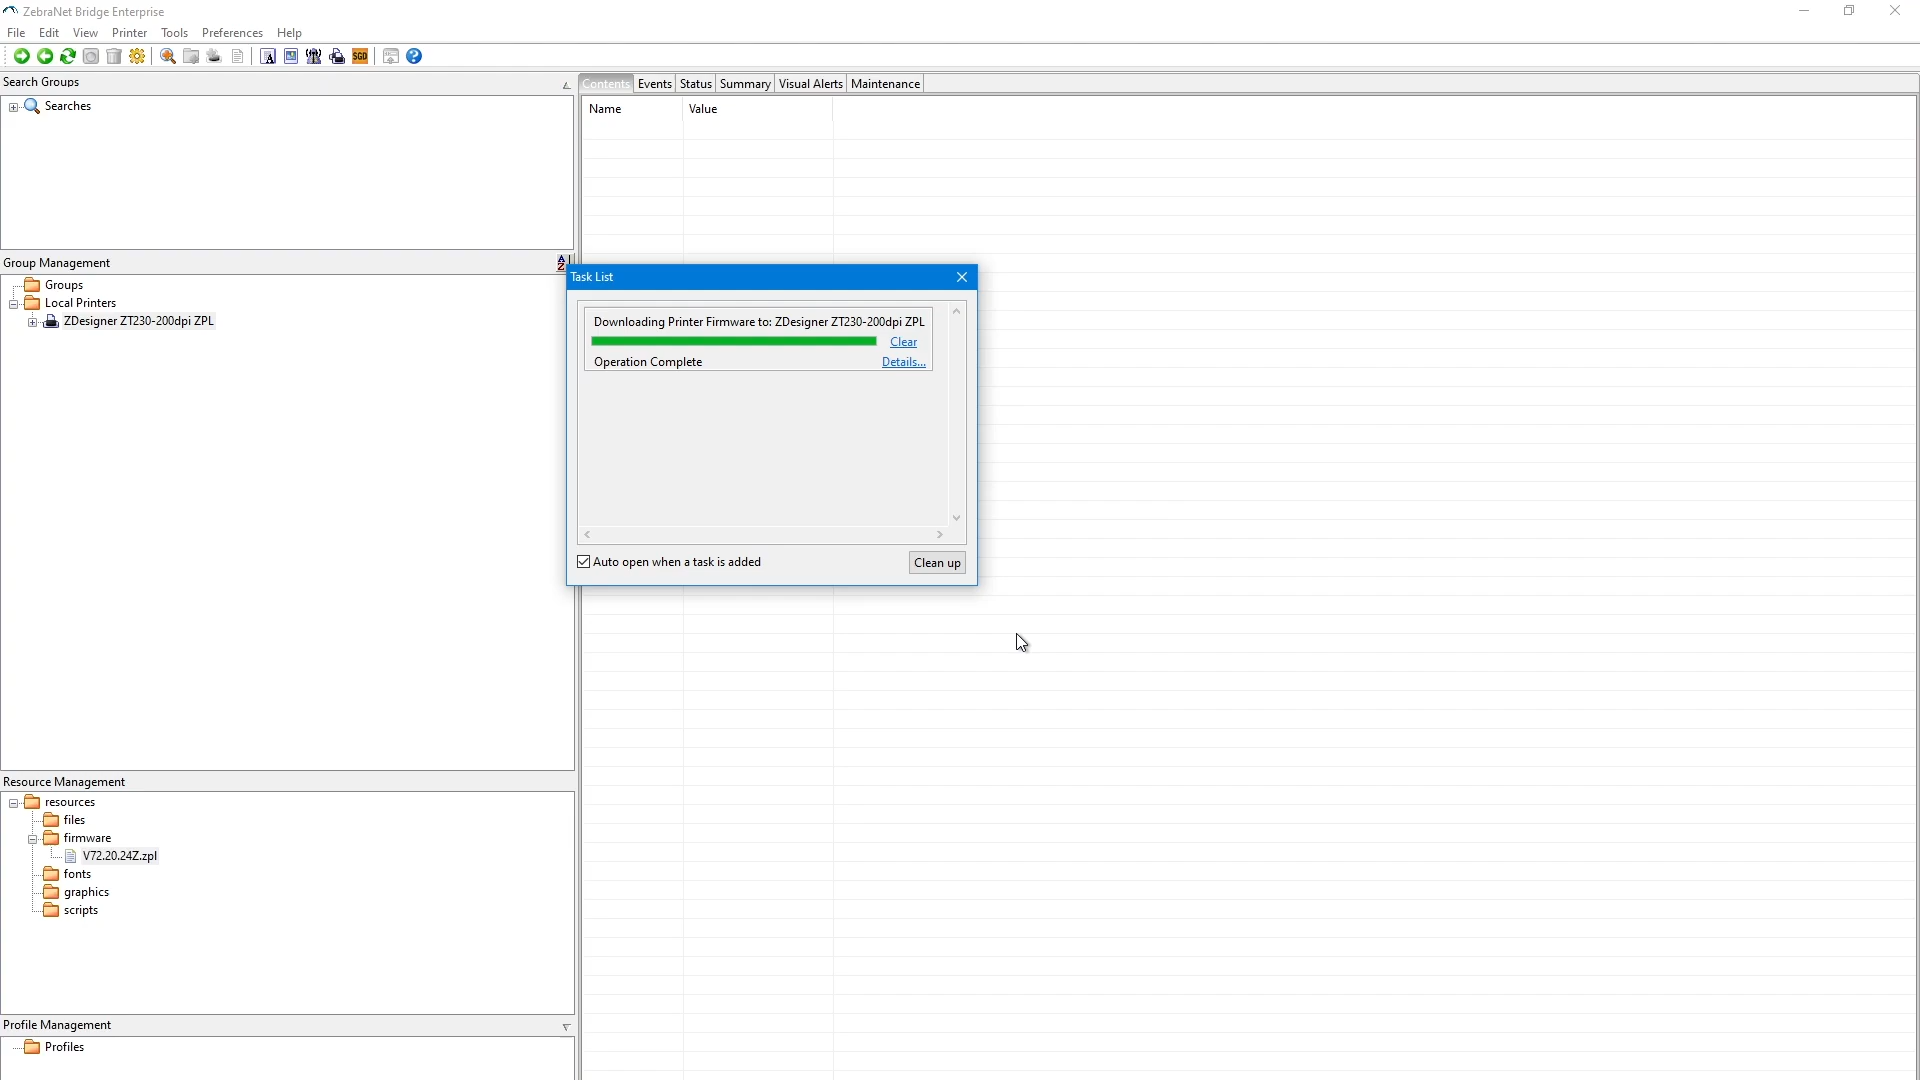 ZebraNet Bridge Enterprise
File Edit View Printer Tools Preferences Help
SGD
Search Groups
Searches
Group Management
Groups
Local Printers
ZDesigner ZT230-200dpi ZPL
Resource Management
resources
files
firmware
V72.20.24Z.zpl
fonts
graphics
scripts
Profile Management
Profiles
Contents Events Status Summary Visual Alerts Maintenance
Name Value
Task List
Downloading Printer Firmware to: ZDesigner ZT230-200dpi ZPL
Clear
Operation Complete Details...
Auto open when a task is added Clean up